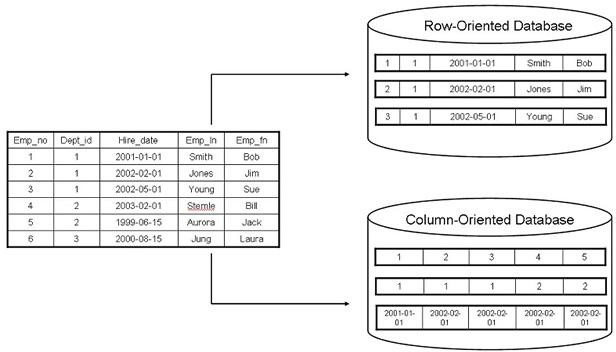 Row-Oriented Database
1 1 2001-01-01 Smith Bob
2 1 2002-02-01 Jones Jim
3 1 2002-05-01 Young Sue
Emp_no Dept_id Hire_date Emp_ln Emp_fn
1 1 2001-01-01 Smith Bob
2 1 2002-02-01 Jones Jim
3 1 2002-05-01 Young Sue
4 2 2003-02-01 Stemle Bill
5 2 1999-06-15 Aurora Jack
6 3 2000-08-15 Jung Laura
Column-Oriented Database
1 2 3 4 5
1 1 1 2 2
2001-01- 2002-02- 2002-02- 2002-02- 2002-02-
01 01 01 01 01